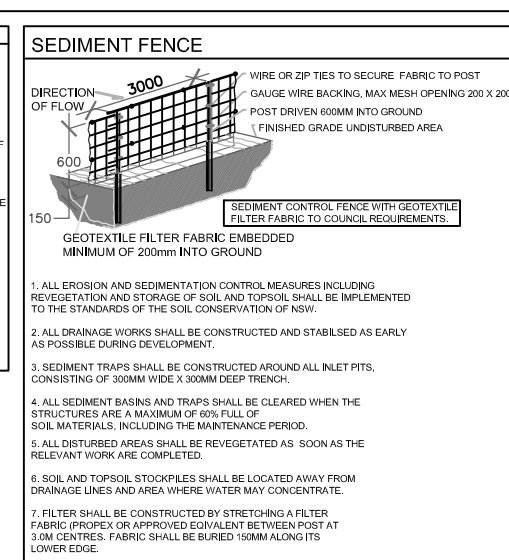 SEDIMENT FENCE
3000
DIRECTION
OF FLOW
WIRE OR ZIP TIES TO SECURE FABRIC TO POST
GAUGE WIRE BACKING, MAX MESH OPENING 200 X 200
POST DRIVEN 600MM INTO GROUND
FINISHED GRADE UNDISTURBED AREA
600
150
SEDIMENT CONTROL FENCE WITH GEOTEXTILE
FILTER FABRIC TO COUNCIL REQUIREMENTS.
GEOTEXTILE FILTER FABRIC EMBEDDED
MINIMUM OF 200mm INTO GROUND
1. ALL EROSION AND SEDIMENTATION CONTROL MEASURES INCLUDING
REVEGETATION AND STORAGE OF SOIL AND TOPSOIL SHALL BE IMPLEMENTED
TO THE STANDARDS OF THE SOIL CONSERVATION OF NSW.
2. ALL DRAINAGE WORKS SHALL BE CONSTRUCTED AND STABILSED AS EARLY
AS POSSIBLE DURING DEVELOPMENT.
3. SEDIMENT TRAPS SHALL BE CONSTRUCTED AROUND ALL INLET PITS,
CONSISTING OF 300MM WIDE X 300MM DEEP TRENCH.
4. ALL SEDIMENT BASINS AND TRAPS SHALL BE CLEARED WHEN THE
STRUCTURES ARE A MAXIMUM OF 60% FULL OF
SOIL MATERIALS, INCLUDING THE MAINTENANCE PERIOD.
5. ALL DISTURBED AREAS SHALL BE REVEGETATED AS SOON AS THE
RELEVANT WORK ARE COMPLETED.
6. SOIL AND TOPSOIL STOCKPILES SHALL BE LOCATED AWAY FROM
DRAINAGE LINES AND AREA WHERE WATER MAY CONCENTRATE.
7. FILTER SHALL BE CONSTRUCTED BY STRETCHING A FILTER
FABRIC (PROPEX OR APPROVED EQIVALENT BETWEEN POST AT
3.0M CENTRES. FABRIC SHALL BE BURIED 150MM ALONG ITS
LOWER EDGE.